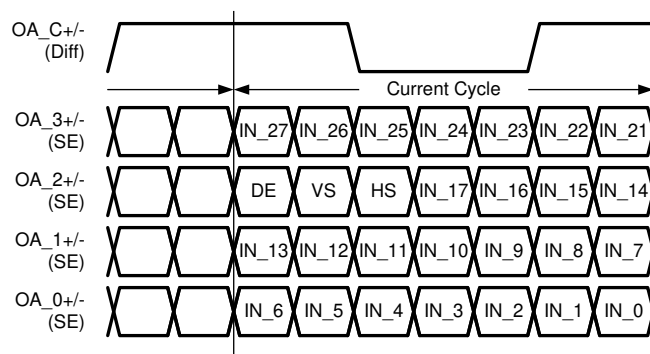 OA_C+/-
(Diff)
Current Cycle
OA_3+/-
(SE)
IN_27 IN_26 IN_25 IN_24 IN_23 IN_22 IN_21
OA_2+/-
(SE)
DE VS HS IN_17 IN_16 IN_15 IN_14
OA_1+/-
(SE)
IN_13 IN_12 IN_11 IN_10 IN_9 IN_8 IN_7
OA_0+/-
(SE)
IN_6 IN_5 IN_4 IN_3 IN_2 IN_1 IN_0